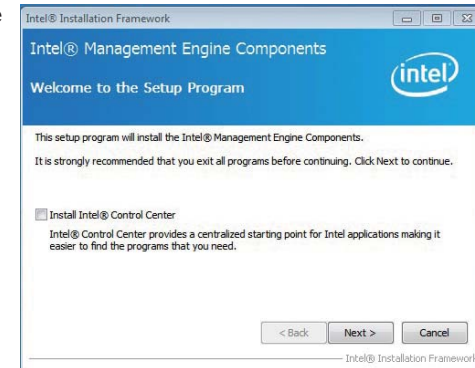 e
Intel® Installation Framework
Intel® Management Engine Components
Welcome to the Setup Program
intel
This setup program will install the Intel® Management Engine Components.
It is strongly recommended that you exit all programs before continuing. Click Next to continue.
Install Intel® Control Center
Intel® Control Center provides a centralized starting point for Intel applications making it
easier to find the programs that you need.
< Back
Next >
Cancel
Intel® Installation Framework